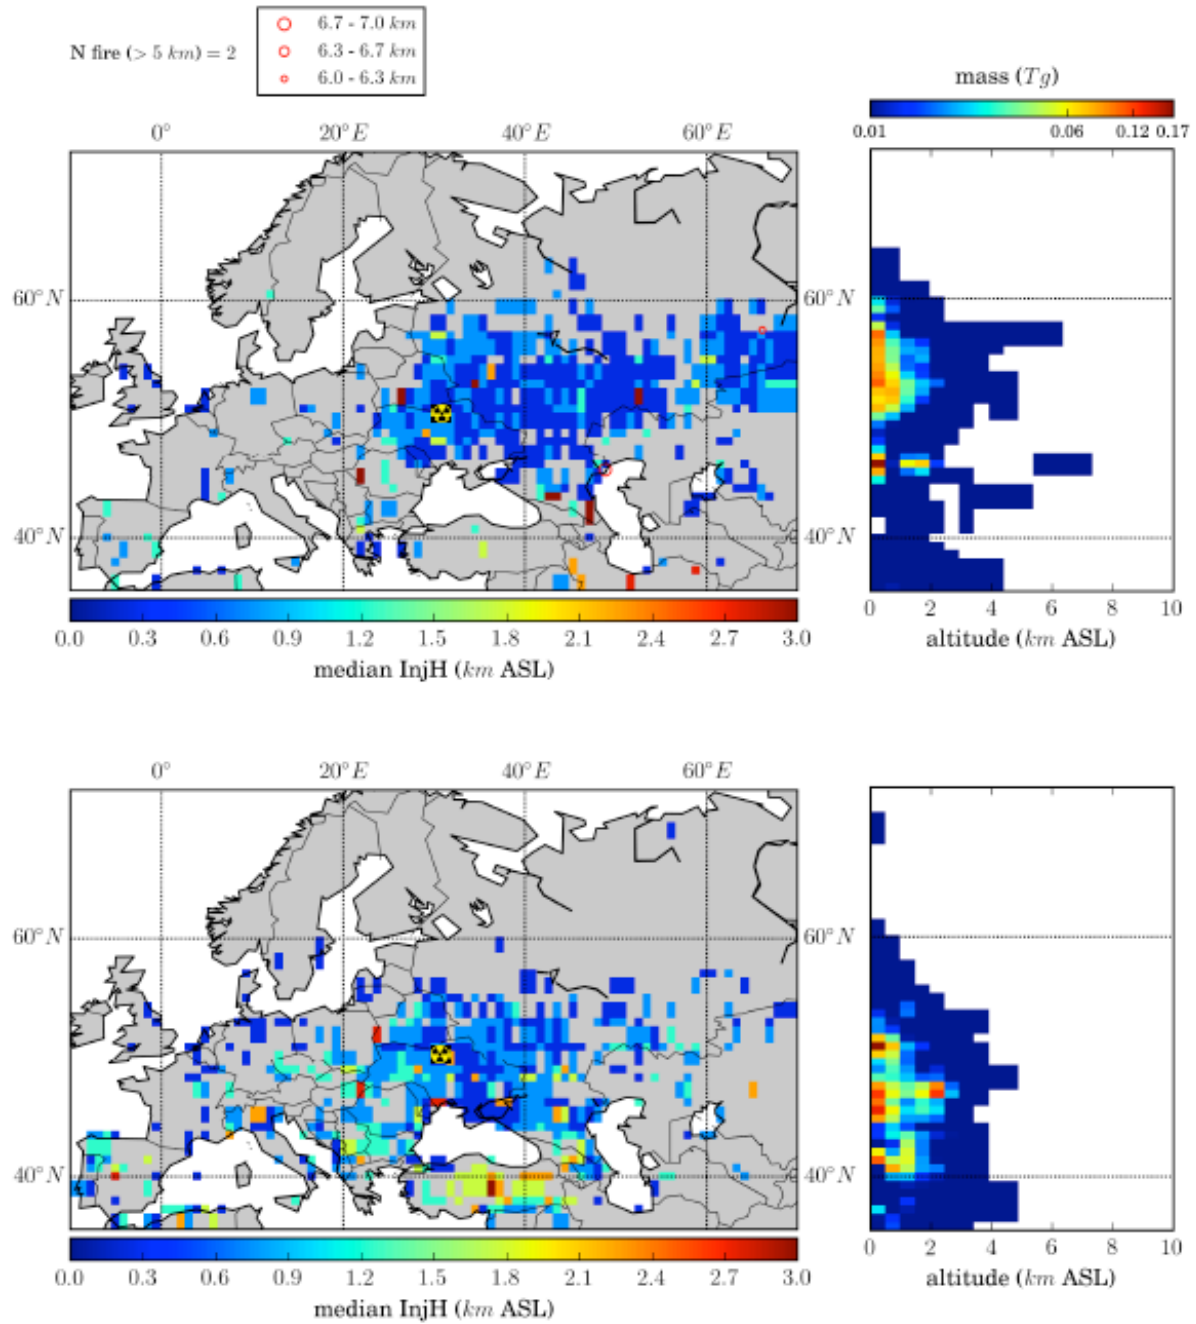 N fire (> 5 km) = 2
6.7 - 7.0 km
6.3 - 6.7 km
6.0 - 6.3 km
mass (Tg)
0.01 0.06 0.12 0.17
0° 20°E 40°E 60°E
60°N
40°N
0 2 4 6 8 10
altitude (km ASL)
0.0 0.3 0.6 0.9 1.2 1.5 1.8 2.1 2.4 2.7 3.0
median InjH (km ASL)
0° 20°E 40°E 60°E
60°N
60°N
40°N
40°N
0 2 4 6 8 10
altitude (km ASL)
0.0 0.3 0.6 0.9 1.2 1.5 1.8 2.1 2.4 2.7 3.0
median InjH (km ASL)
60°N
40°N